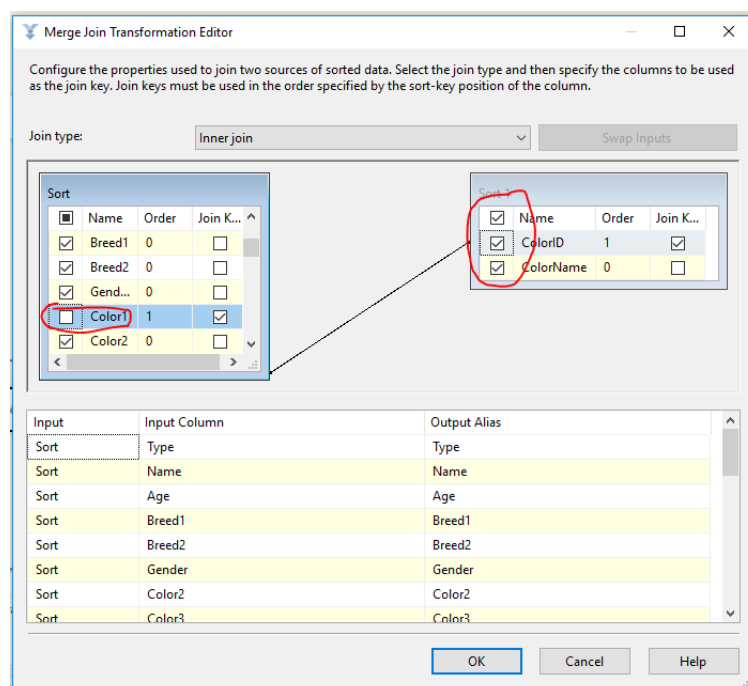 Merge Join Transformation Editor
Configure the properties used to join two sources of sorted data. Select the join type and then specify the columns to be used
as the join key. Join keys must be used in the order specified by the sort-key position of the column.
Join type: Inner join Swap Inputs
Sort
Name Order Join K...
Breed1 0
Breed2 0
Gend... 0
Color1 1
Color2 0
Sort 1
Name Order Join K...
ColorID 1
ColorName 0
Input Input Column Output Alias
Sort Type Type
Sort Name Name
Sort Age Age
Sort Breed1 Breed1
Sort Breed2 Breed2
Sort Gender Gender
Sort Color2 Color2
Sort Color3 Color3
OK Cancel Help